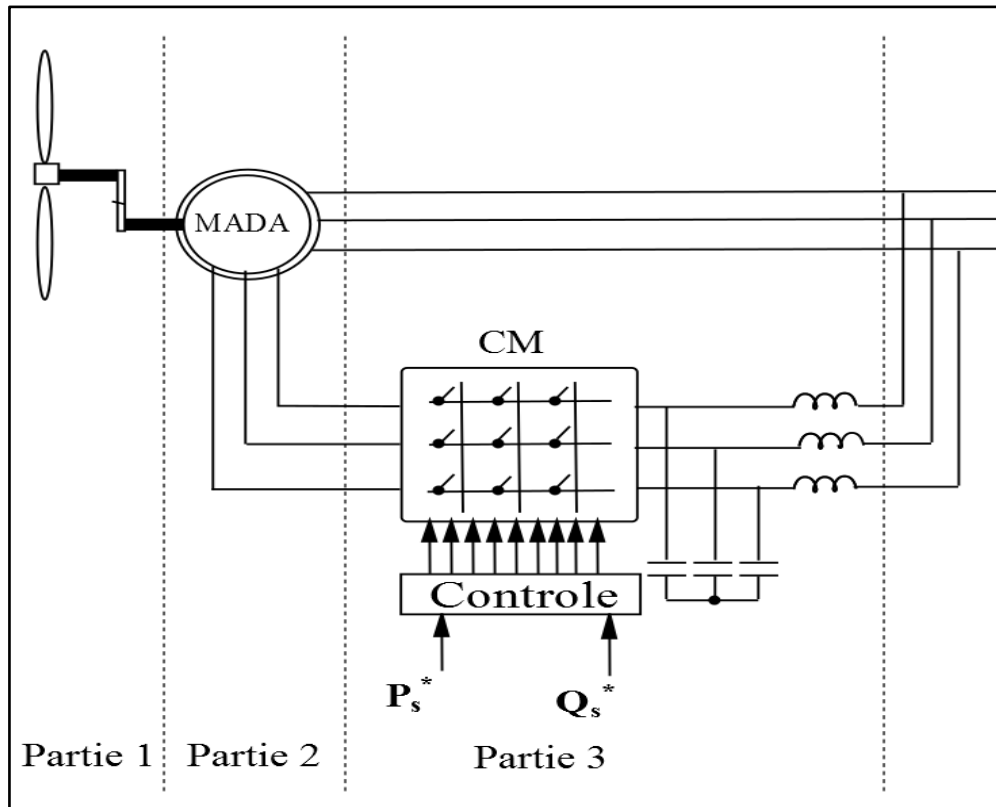 MADA
CM
Controle
Ps*
Qs*
Partie 1
Partie 2
Partie 3